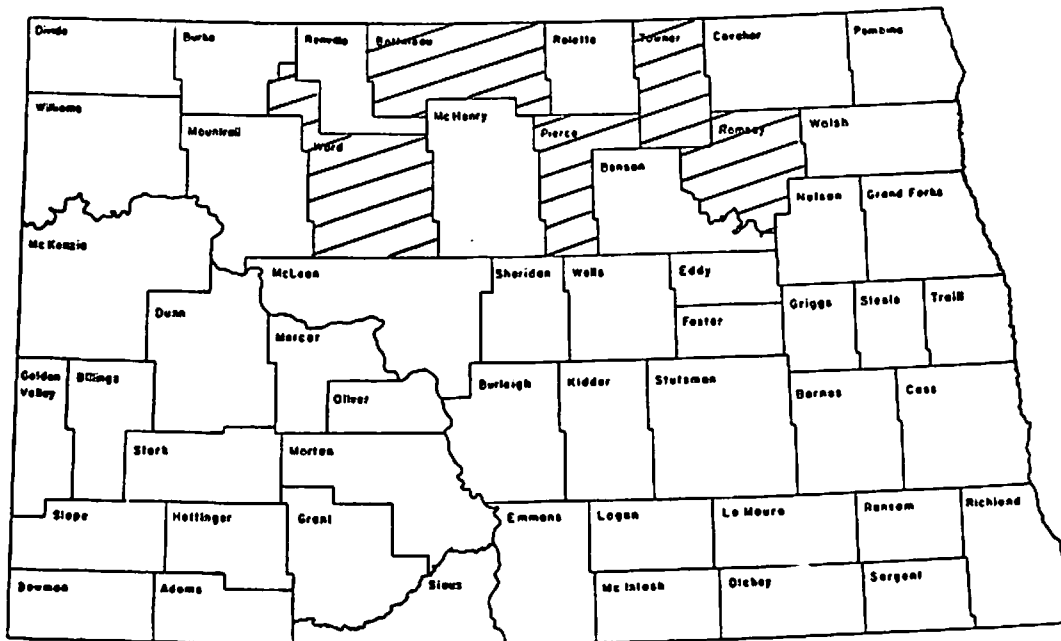 Divide
Burke
Renville
Bottineau
Rolette
Towner
Cavalier
Pembina
Williams
Mountrail
Ward
McHenry
Pierce
Benson
Ramsey
Walsh
Nelson
Grand Forks
McKenzie
Dunn
McLean
Mercer
Oliver
Sheridan
Wells
Eddy
Foster
Griggs
Steele
Traill
Golden
Valley
Billings
Stark
Morton
Burleigh
Kidder
Stutsman
Barnes
Cass
Slope
Hettinger
Grant
Emmons
Logan
La Moure
Ransom
Richland
Bowman
Adams
Sioux
Mc Intosh
Dickey
Sargent